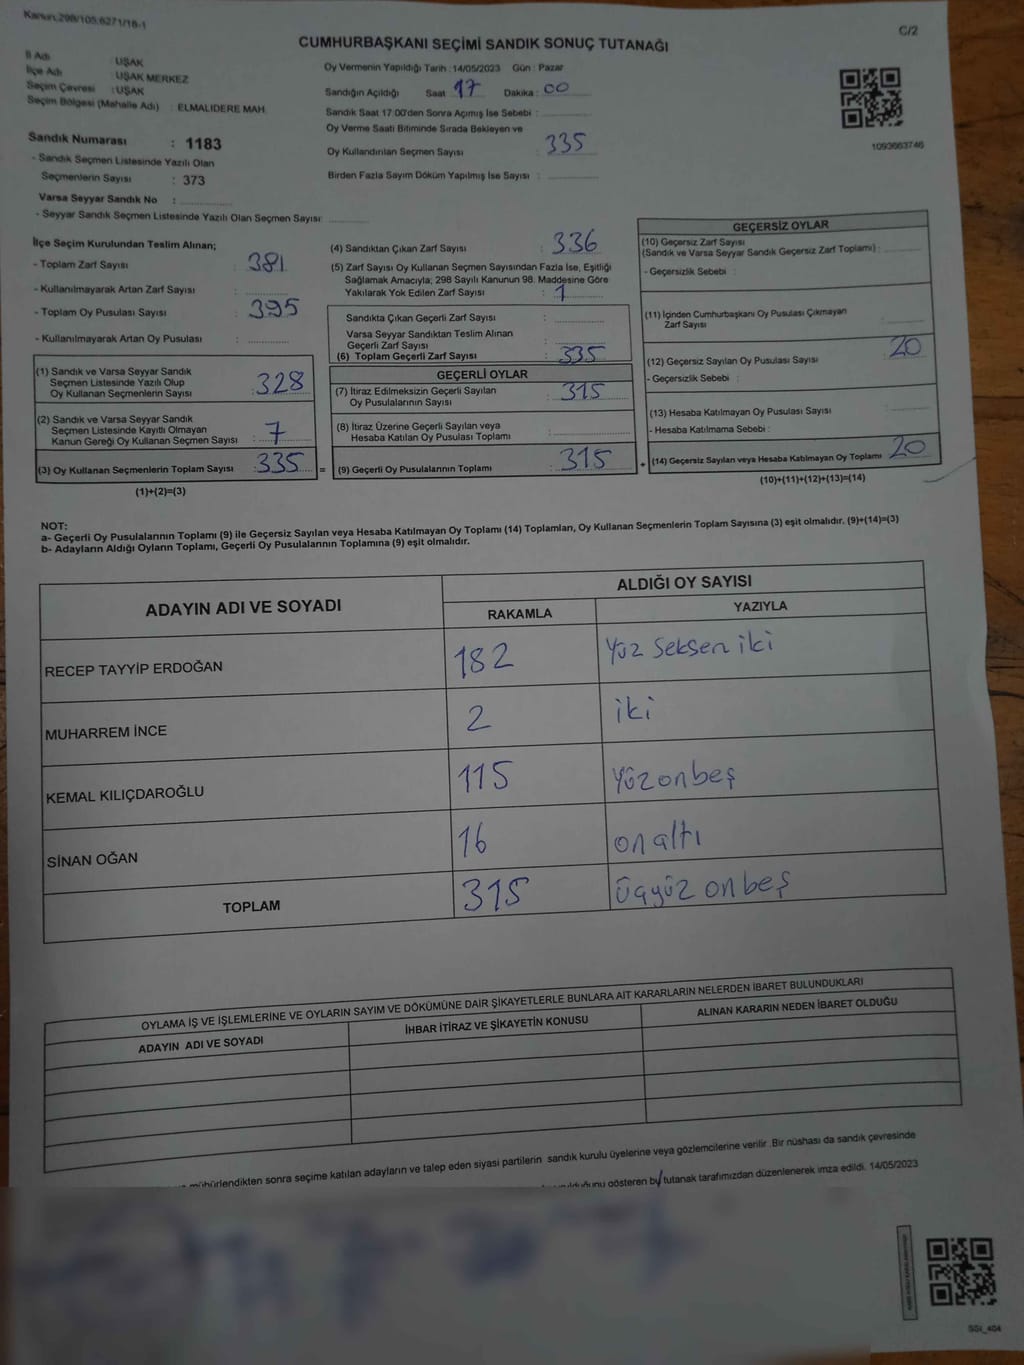 Kanun.298/105,6271/18-1
C/2
CUMHURBAŞKANI SEÇİMİ SANDIK SONUÇ TUTANAĞI
İl Adı : UŞAK
İlçe Adı : UŞAK MERKEZ
Seçim Çevresi : UŞAK
Seçim Bölgesi (Mahalle Adı) : ELMALIDERE MAH.
Sandık Numarası : 1183
- Sandık Seçmen Listesinde Yazılı Olan
Seçmenlerin Sayısı : 373
Varsa Seyyar Sandık No :
- Seyyar Sandık Seçmen Listesinde Yazılı Olan Seçmen Sayısı
Oy Vermenin Yapıldığı Tarih : 14/05/2023 Gün : Pazar
Sandığın Açıldığı Saat 17 Dakika : 00
Sandık Saat 17.00'den Sonra Açımış İse Sebebi :
Oy Verme Saati Bitiminde Sırada Bekleyen ve
Oy Kullandırılan Seçmen Sayısı : 335
Birden Fazla Sayım Döküm Yapılmış İse Sayısı :
1093663746
İlçe Seçim Kurulundan Teslim Alınan;
- Toplam Zarf Sayısı : 381
- Kullanılmayarak Artan Zarf Sayısı :
- Toplam Oy Pusulası Sayısı : 395
- Kullanılmayarak Artan Oy Pusulası :
(1) Sandık ve Varsa Seyyar Sandık
Seçmen Listesinde Yazılı Olup
Oy Kullanan Seçmenlerin Sayısı : 328
(2) Sandık ve Varsa Seyyar Sandık
Seçmen Listesinde Kayıtlı Olmayan
Kanun Gereği Oy Kullanan Seçmen Sayısı : 7
(3) Oy Kullanan Seçmenlerin Toplam Sayısı : 335 =
(1)+(2)=(3)
(4) Sandıktan Çıkan Zarf Sayısı : 336
(5) Zarf Sayısı Oy Kullanan Seçmen Sayısından Fazla İse, Eşitliği
Sağlamak Amacıyla; 298 Sayılı Kanunun 98. Maddesine Göre
Yakılarak Yok Edilen Zarf Sayısı : 1
Sandıkta Çıkan Geçerli Zarf Sayısı :
Varsa Seyyar Sandıktan Teslim Alınan
Geçerli Zarf Sayısı :
(6) Toplam Geçerli Zarf Sayısı : 335
GEÇERLİ OYLAR
(7) İtiraz Edilmeksizin Geçerli Sayılan
Oy Pusulalarının Sayısı : 315
(8) İtiraz Üzerine Geçerli Sayılan veya
Hesaba Katılan Oy Pusulası Toplamı :
(9) Geçerli Oy Pusulalarının Toplamı : 315 +
GEÇERSİZ OYLAR
(10) Geçersiz Zarf Sayısı
(Sandık ve Varsa Seyyar Sandık Geçersiz Zarf Toplamı) :
- Geçersizlik Sebebi :
(11) İçinden Cumhurbaşkanı Oy Pusulası Çıkmayan
Zarf Sayısı :
(12) Geçersiz Sayılan Oy Pusulası Sayısı : 20
- Geçersizlik Sebebi :
(13) Hesaba Katılmayan Oy Pusulası Sayısı :
- Hesaba Katılmama Sebebi :
(14) Geçersiz Sayılan veya Hesaba Katılmayan Oy Toplamı 20
(10)+(11)+(12)+(13)=(14)
NOT:
a- Geçerli Oy Pusulalarının Toplamı (9) ile Geçersiz Sayılan veya Hesaba Katılmayan Oy Toplamı (14) Toplamları, Oy Kullanan Seçmenlerin Toplam Sayısına (3) eşit olmalıdır. (9)+(14)=(3)
b- Adayların Aldığı Oyların Toplamı, Geçerli Oy Pusulalarının Toplamına (9) eşit olmalıdır.
ADAYIN ADI VE SOYADI
ALDIĞI OY SAYISI
RAKAMLA YAZIYLA
RECEP TAYYİP ERDOĞAN 182 Yüz Seksen iki
MUHARREM İNCE 2 iki
KEMAL KILIÇDAROĞLU 115 Yüz on beş
SİNAN OĞAN 16 on altı
TOPLAM 315 üçyüz on beş
OYLAMA İŞ VE İŞLEMLERİNE VE OYLARIN SAYIM VE DÖKÜMÜNE DAİR ŞİKAYETLERLE BUNLARA AİT KARARLARIN NELERDEN İBARET BULUNDUKLARI
ADAYIN ADI VE SOYADI İHBAR İTİRAZ VE ŞİKAYETİN KONUSU ALINAN KARARIN NEDEN İBARET OLDUĞU
mühürlendikten sonra seçime katılan adayların ve talep eden siyasi partilerin sandık kurulu üyelerine veya gözlemcilerine verilir. Bir nüshası da sandık çevresinde
gösteren bu tutanak tarafımızdan düzenlenerek imza edildi. 14/05/2023